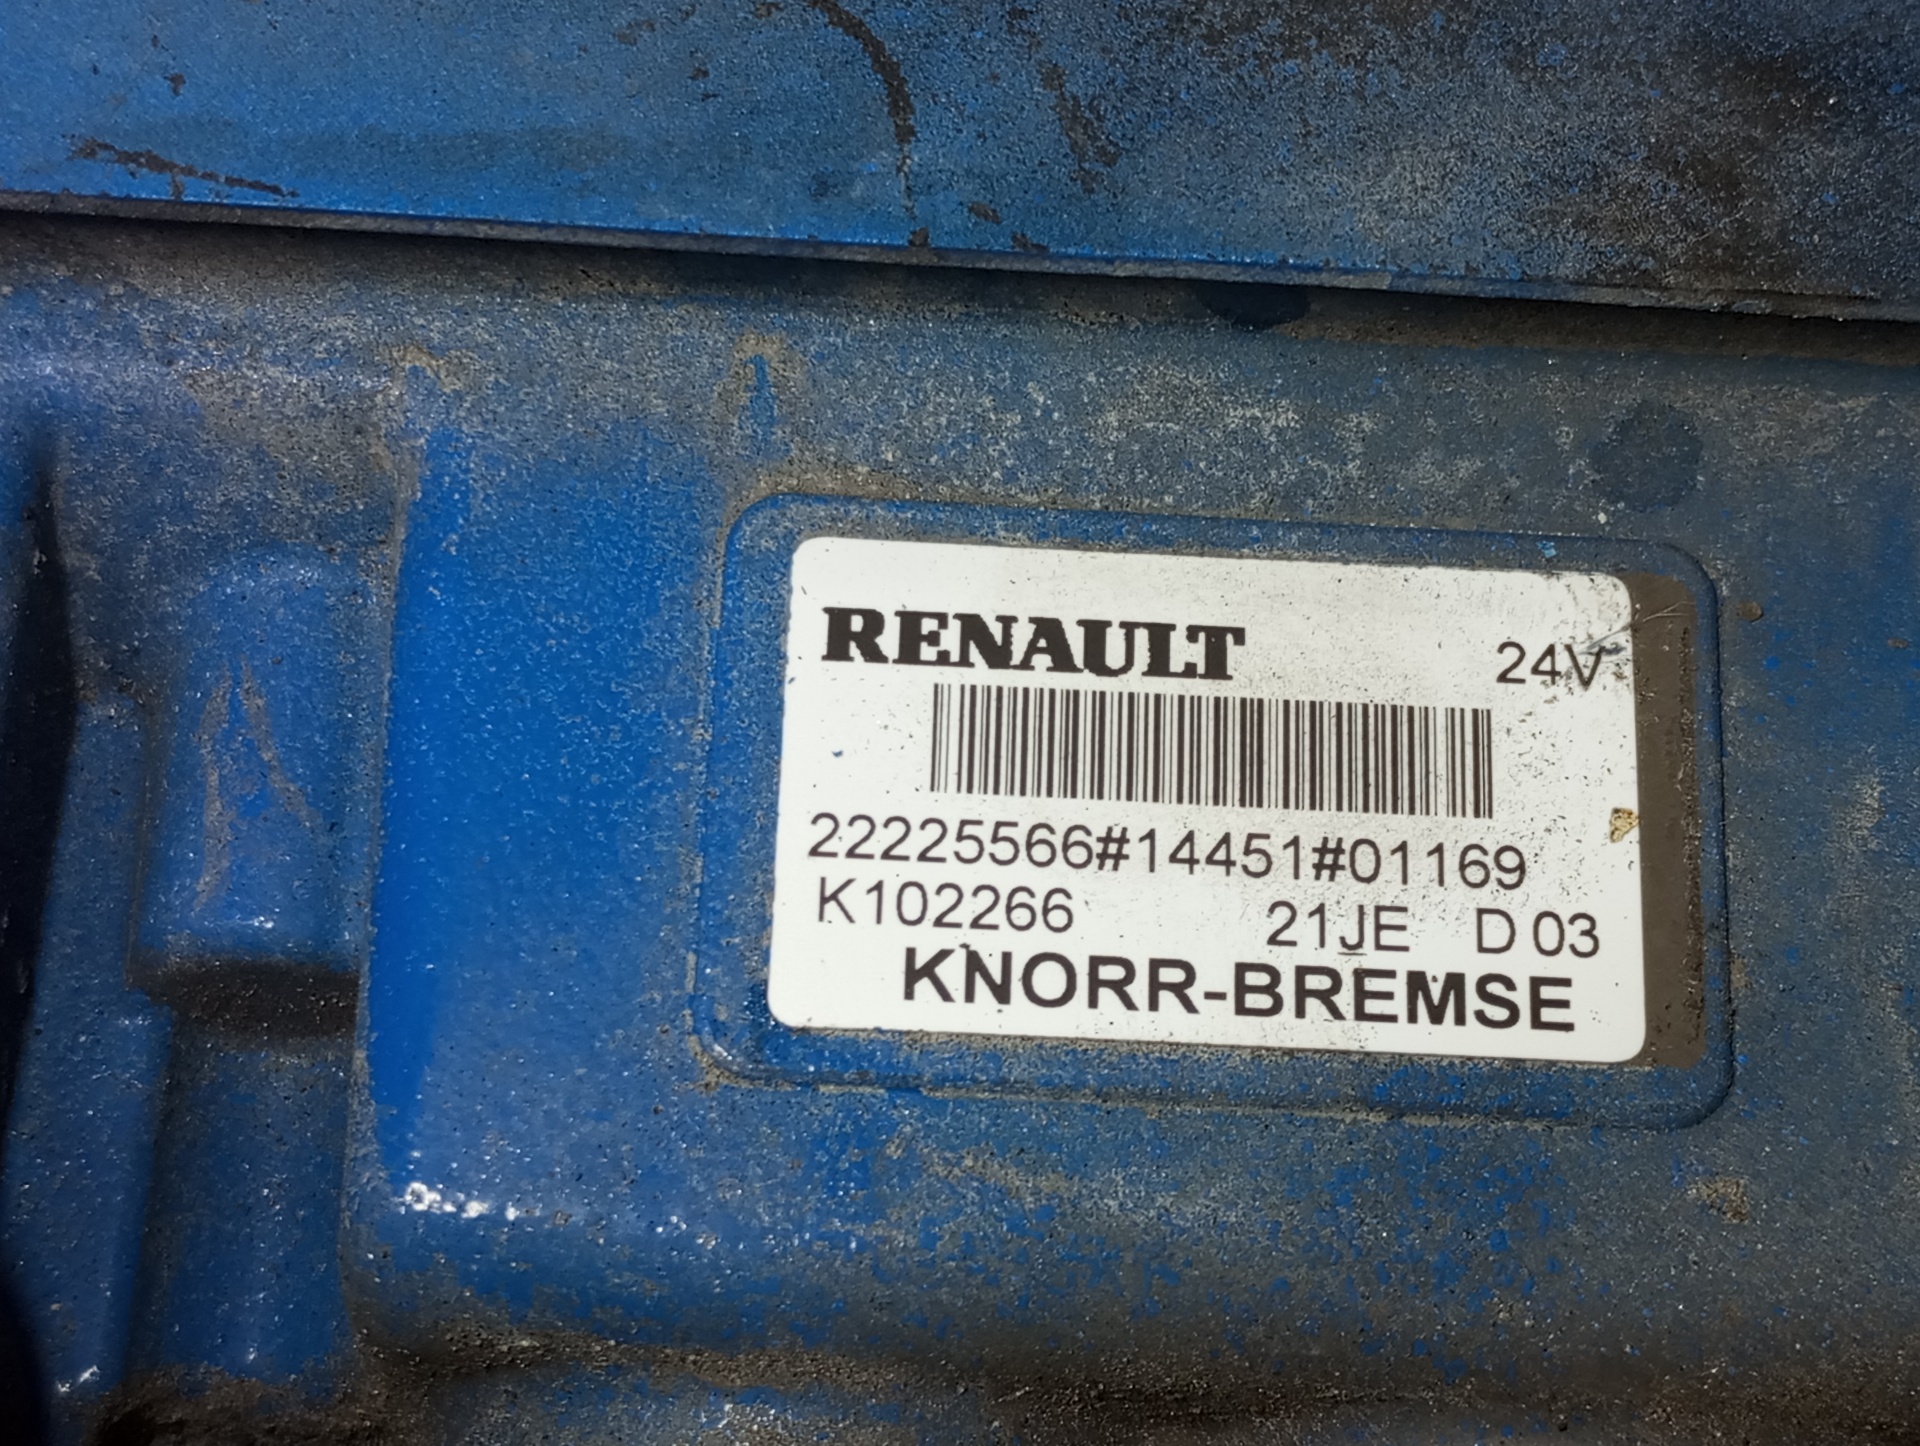 RENAULT 24V
22225566#14451#01169
K102266 21JE D 03
KNORR-BREMSE